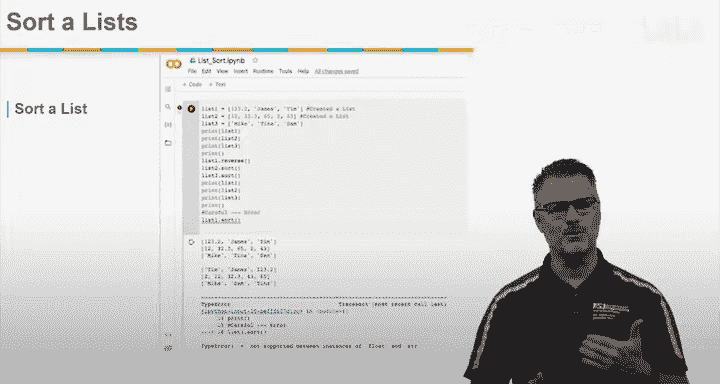 Sort a Lists
Sort a List
List_Sort.ipynb
File Edit View Insert Runtime Tools Help All changes saved
+ Code + Text
list1 = [123.2, 'James', 'Tim'] #Created a List
list2 = [12, 32.3, 65, 2, 43] #Created a List
list3 = ['Mike', 'Tina', 'Sam']
print(list1)
print(list2)
print(list3)
print()
list1.reverse()
list2.sort()
list3.sort()
print(list1)
print(list2)
print(list3)
print()
#Careful --- Error
list1.sort()
[123.2, 'James', 'Tim']
[12, 32.3, 65, 2, 43]
['Mike', 'Tina', 'Sam']
['Tim', 'James', 123.2]
[2, 12, 32.3, 43, 65]
['Mike', 'Sam', 'Tina']
TypeError Traceback (most recent call last)
in <module>()
print()
#Careful --- Error
list1.sort()
TypeError: '<' not supported between instances of 'float' and 'str'